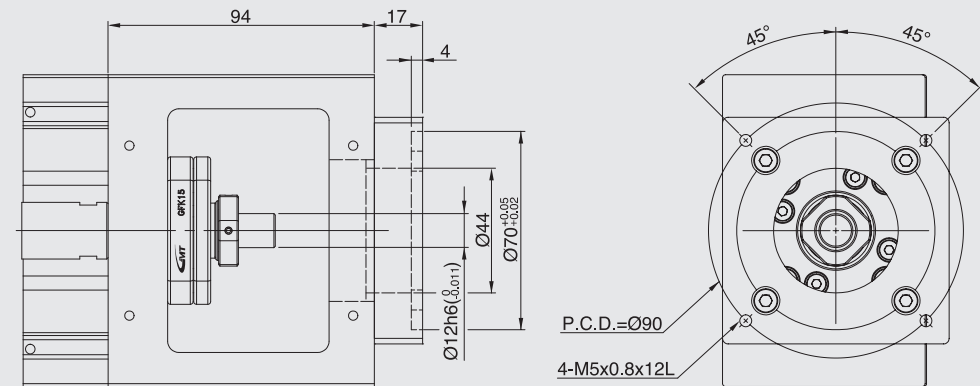 94
17
4
45°
45°
GFK15
GMT
Ø44
Ø70+0.05 +0.02
Ø12h6(0 -0.011)
P.C.D.=Ø90
4-M5x0.8x12L